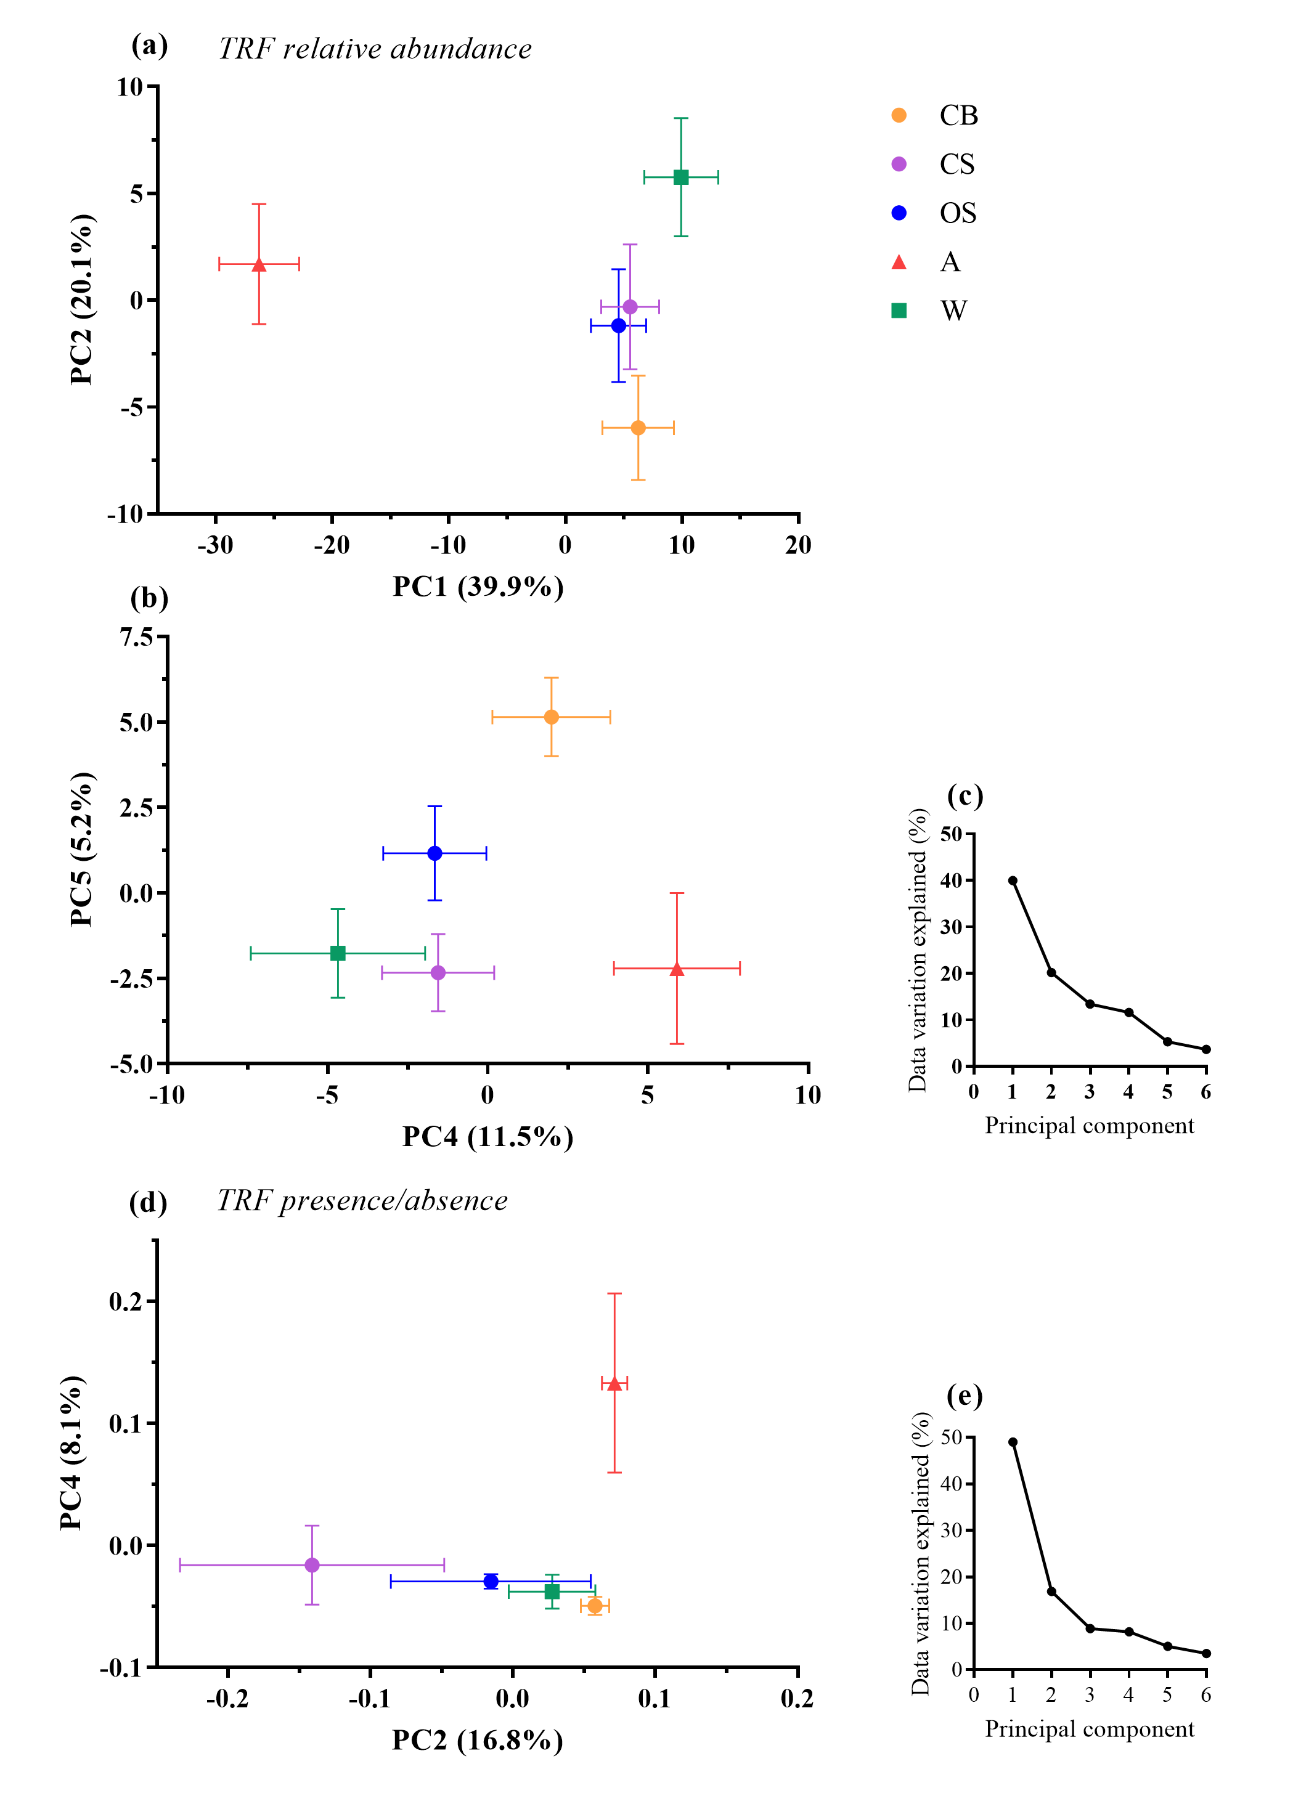 (a) TRF relative abundance
10
5
0
-5
-10
PC2 (20.1%)
-30 -20 -10 0 10 20
PC1 (39.9%)
CB
CS
OS
A
W
(b)
7.5
5.0
2.5
0.0
-2.5
-5.0
PC5 (5.2%)
-10 -5 0 5 10
PC4 (11.5%)
(c)
50
40
30
20
10
0
Data variation explained (%)
0 1 2 3 4 5 6
Principal component
(d) TRF presence/absence
0.2
0.1
0.0
-0.1
PC4 (8.1%)
-0.2 -0.1 0.0 0.1 0.2
PC2 (16.8%)
(e)
50
40
30
20
10
0
Data variation explained (%)
0 1 2 3 4 5 6
Principal component